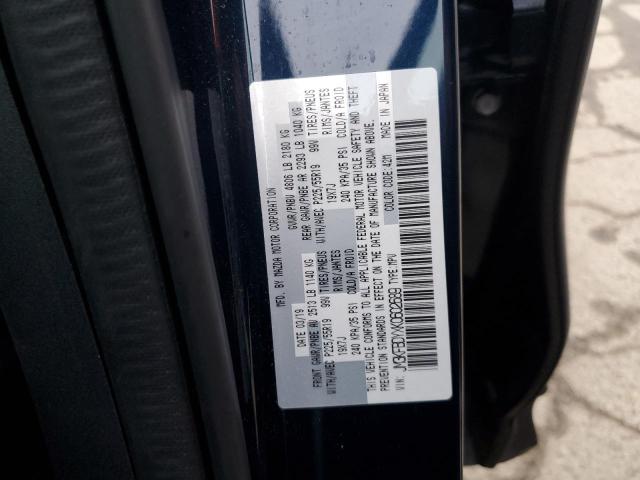 MFD. BY MAZDA MOTOR CORPORATION
DATE 03/19 GVWR/PNBV 4806 LB 2180 KG
FRONT GAWR/PNBE AV 2513 LB 1140 KG REAR GAWR/PNBE AR 2293 LB 1040 KG
WITH/AVEC P225/55R19 99V TIRES/PNEUS WITH/AVEC P225/55R19 99V TIRES/PNEUS
19X7J RIMS/JANTES 19X7J RIMS/JANTES
240 KPA/35 PSI COLD/A FROID 240 KPA/35 PSI COLD/A FROID
THIS VEHICLE CONFORMS TO ALL APPLICABLE FEDERAL MOTOR VEHICLE SAFETY AND THEFT
PREVENTION STANDARDS IN EFFECT ON THE DATE OF MANUFACTURE SHOWN ABOVE.
VIN: TYPE:MPV COLOR CODE:42M MADE IN JAPAN